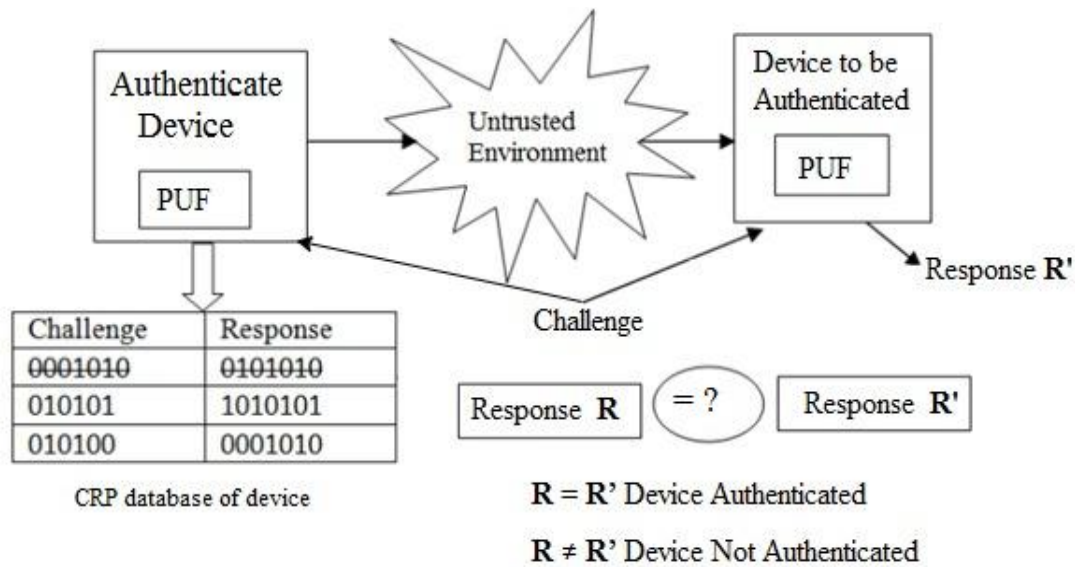 Authenticate
Device
PUF
Untrusted
Environment
Device to be
Authenticated
PUF
Response R'
Challenge
Challenge Response
0001010 0101010
010101 1010101
010100 0001010
CRP database of device
Response R = ? Response R'
R = R’ Device Authenticated
R ≠ R’ Device Not Authenticated